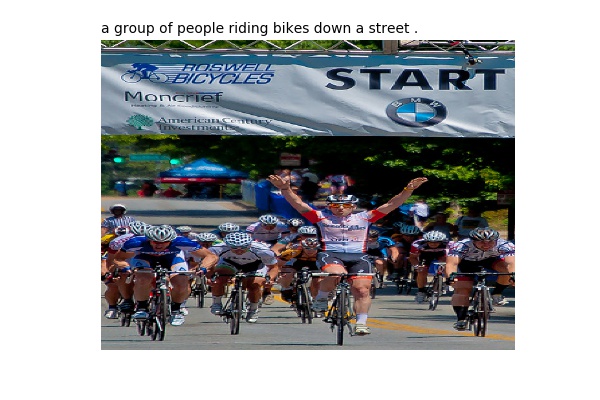 a group of people riding bikes down a street .
ROSWELL
BICYCLES
START
Moncrief
BMW
American Century
Investments